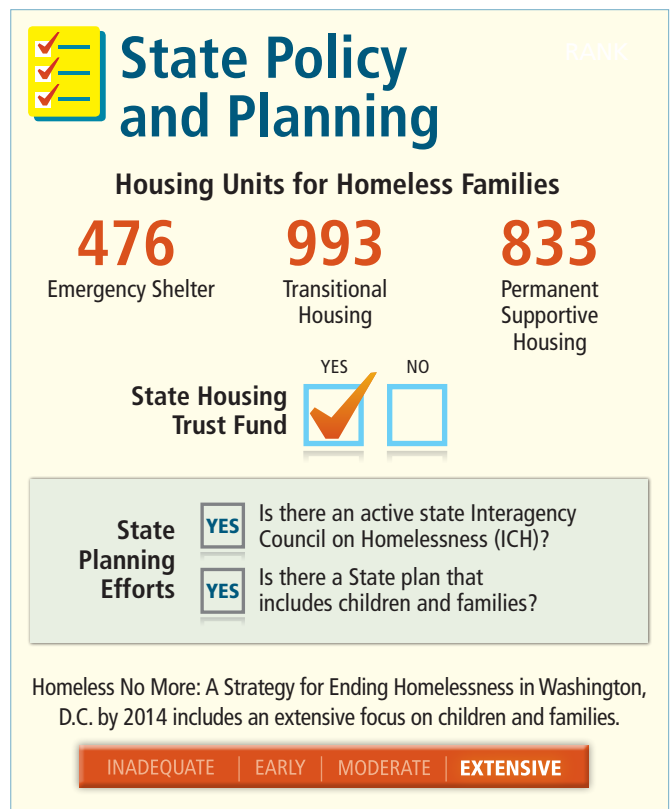 State Policy
and Planning
RANK
Housing Units for Homeless Families
476
Emergency Shelter
993
Transitional
Housing
833
Permanent
Supportive
Housing
YES
NO
State Housing
Trust Fund
State
Planning
Efforts
YES
Is there an active state Interagency
Council on Homelessness (ICH)?
YES
Is there a State plan that
includes children and families?
Homeless No More: A Strategy for Ending Homelessness in Washington,
D.C. by 2014 includes an extensive focus on children and families.
INADEQUATE | EARLY | MODERATE | EXTENSIVE